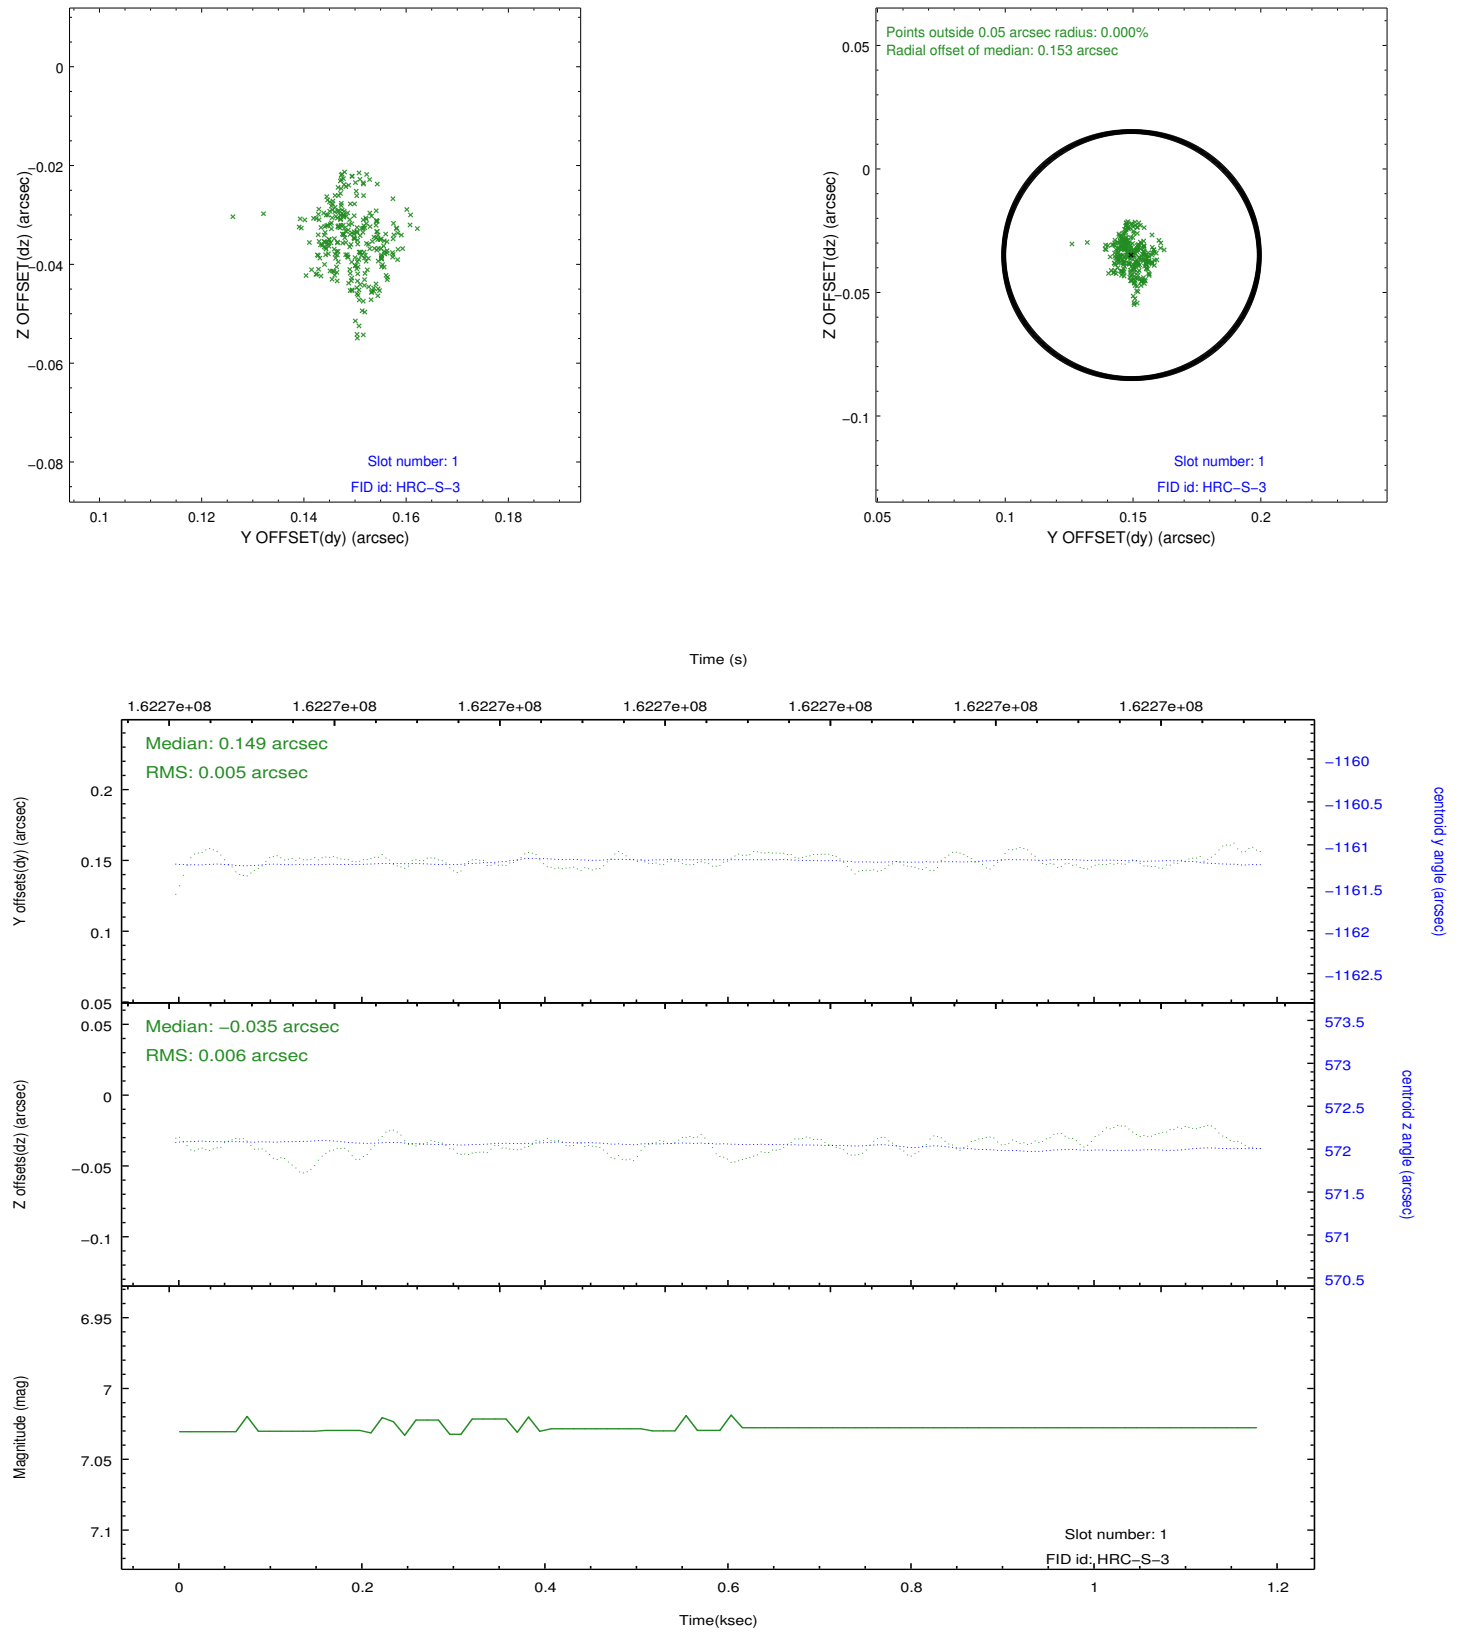 0
−0.02
−0.04
−0.06
−0.08
Z OFFSET(dz) (arcsec)
Slot number: 1
FID id: HRC−S−3
0.1 0.12 0.14 0.16 0.18
Y OFFSET(dy) (arcsec)
Points outside 0.05 arcsec radius: 0.000%
Radial offset of median: 0.153 arcsec
0.05
0
−0.05
−0.1
Z OFFSET(dz) (arcsec)
Slot number: 1
FID id: HRC−S−3
0.05 0.1 0.15 0.2
Y OFFSET(dy) (arcsec)
Time (s)
1.6227e+08 1.6227e+08 1.6227e+08 1.6227e+08 1.6227e+08 1.6227e+08 1.6227e+08
Median: 0.149 arcsec
RMS: 0.005 arcsec
0.2
0.15
0.1
0.05
Y offsets(dy) (arcsec)
−1160
−1160.5
−1161
−1161.5
−1162
−1162.5
centroid y angle (arcsec)
Median: −0.035 arcsec
RMS: 0.006 arcsec
0.05
0
−0.05
−0.1
Z offsets(dz) (arcsec)
573.5
573
572.5
572
571.5
571
570.5
centroid z angle (arcsec)
6.95
7
7.05
7.1
Magnitude (mag)
Slot number: 1
FID id: HRC−S−3
0 0.2 0.4 0.6 0.8 1 1.2
Time(ksec)